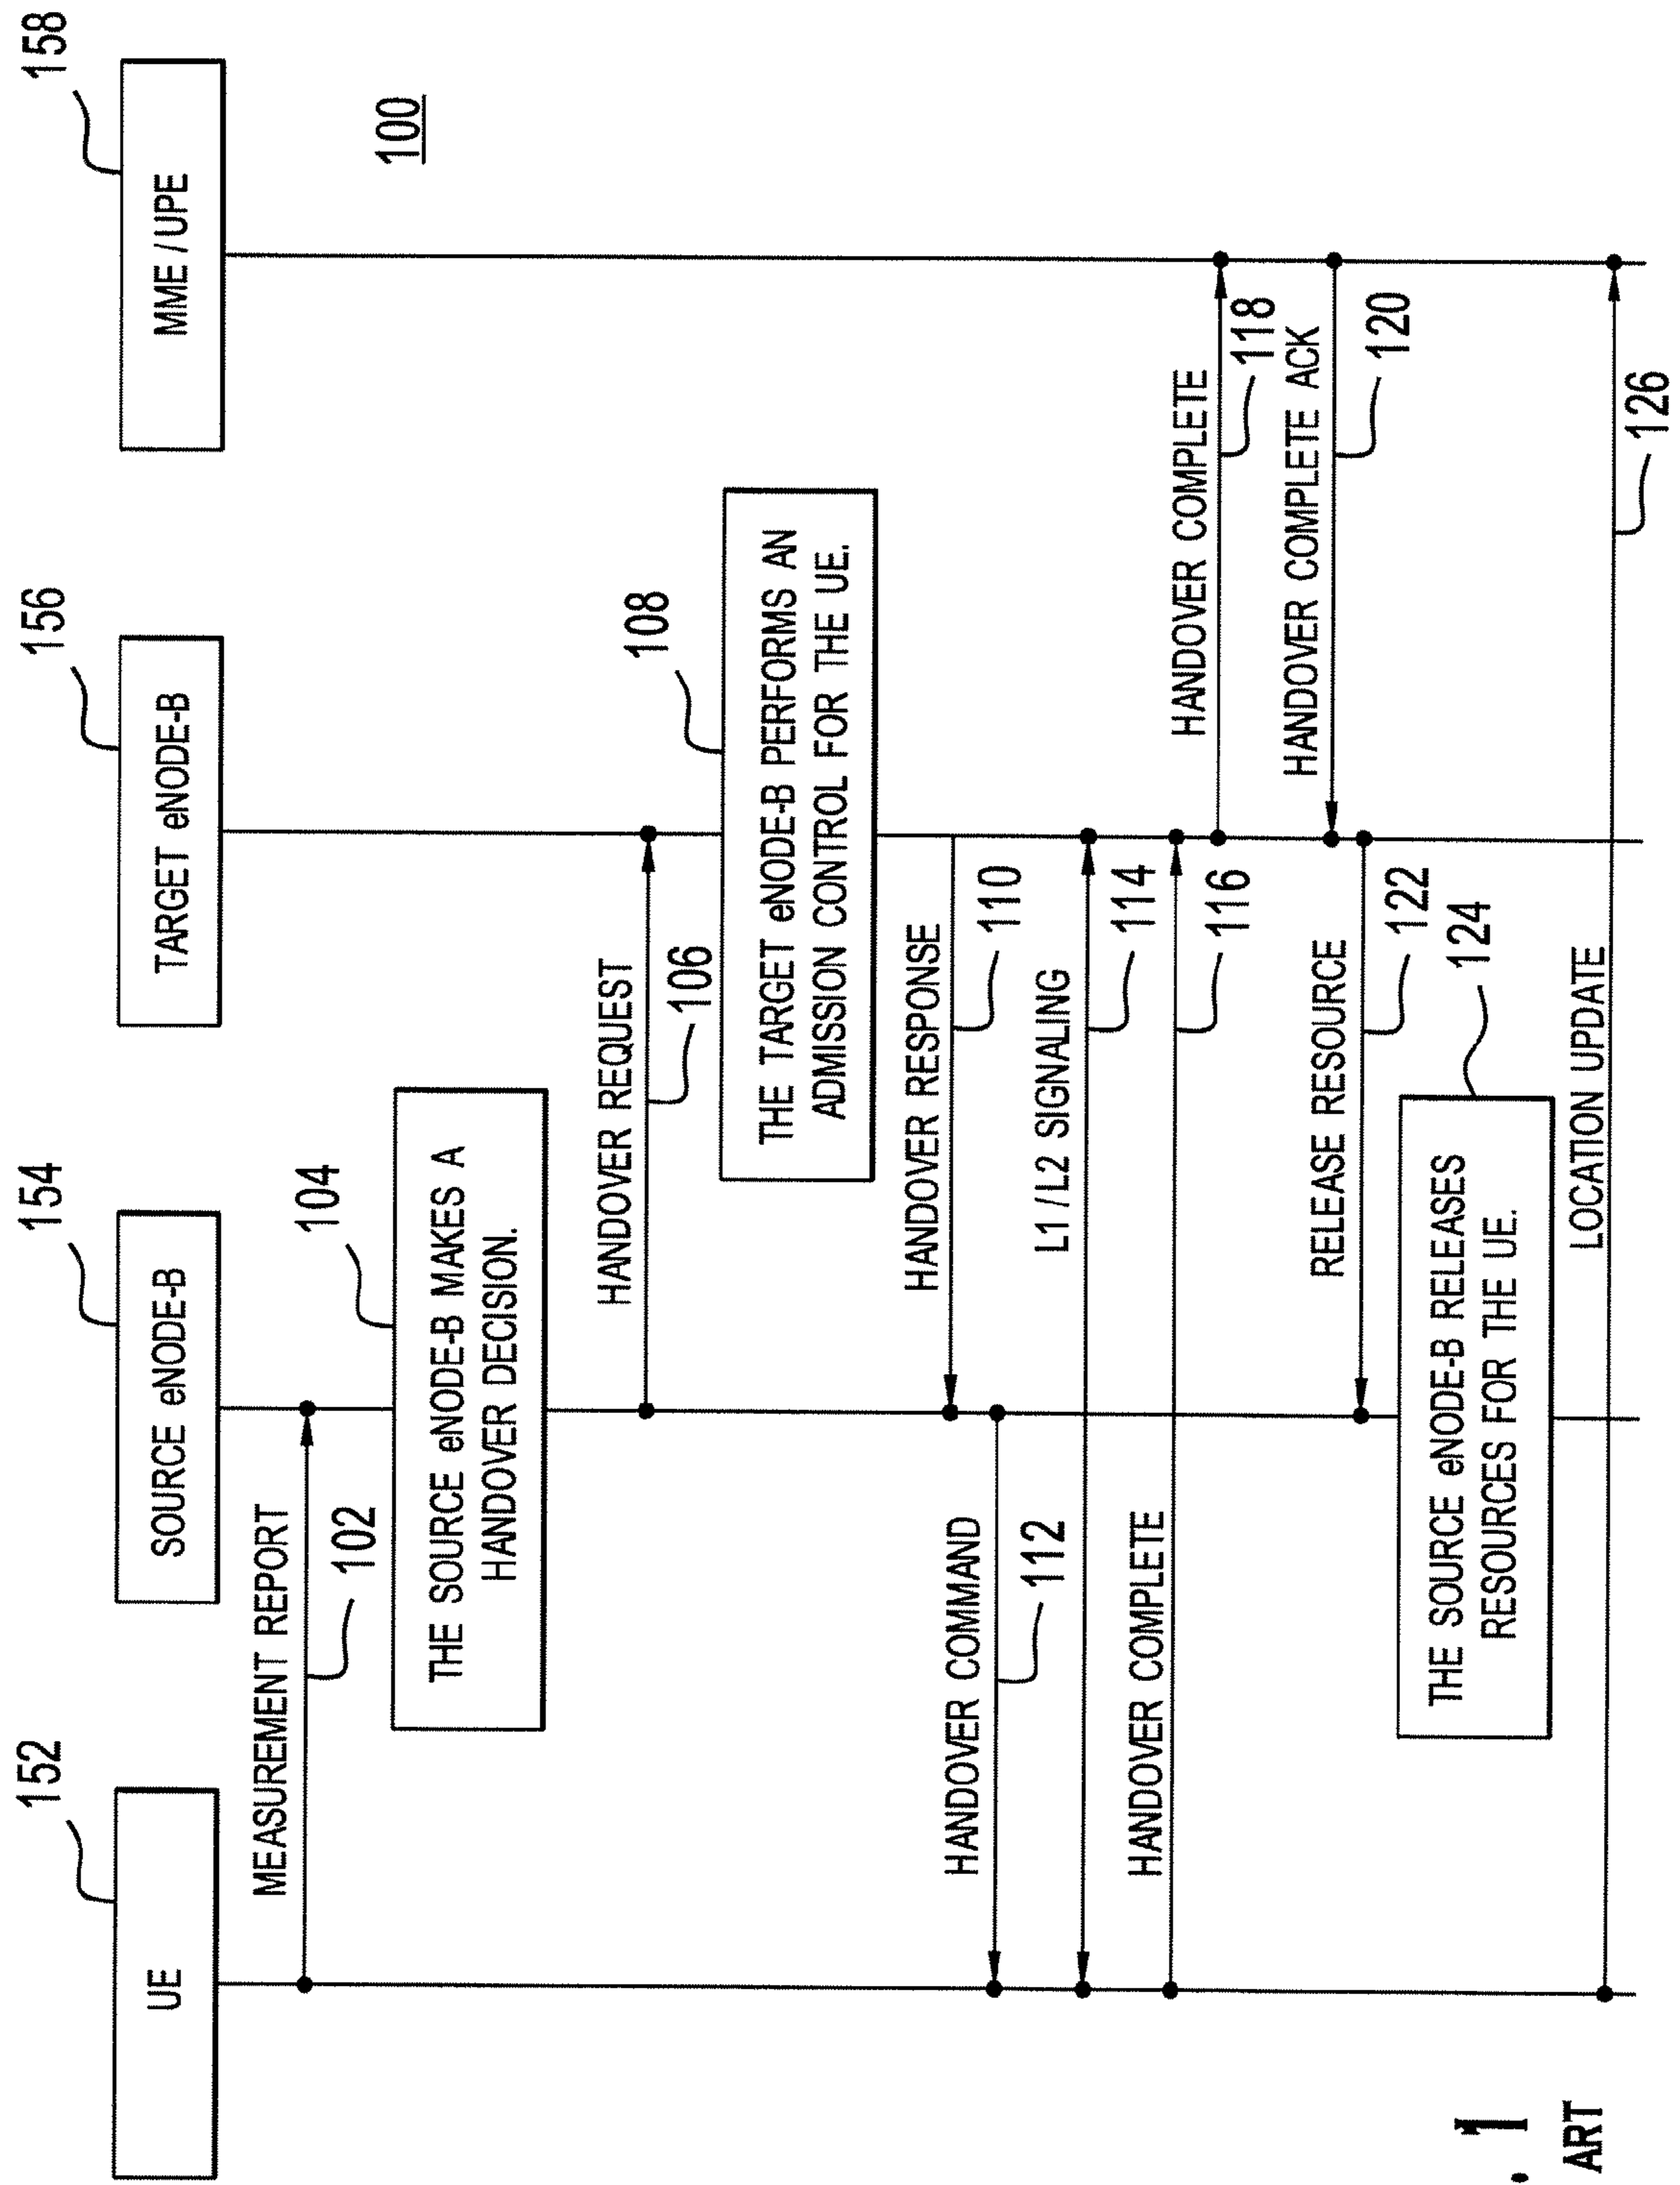 152
154
156
158
UE
SOURCE eNODE-B
TARGET eNODE-B
MME / UPE
100
MEASUREMENT REPORT
102
104
THE SOURCE eNODE-B MAKES A
HANDOVER DECISION.
HANDOVER REQUEST
106
108
THE TARGET eNODE-B PERFORMS AN
ADMISSION CONTROL FOR THE UE.
HANDOVER RESPONSE
110
HANDOVER COMMAND
112
L1 / L2 SIGNALING
114
HANDOVER COMPLETE
116
HANDOVER COMPLETE
118
HANDOVER COMPLETE ACK
120
RELEASE RESOURCE
122
124
THE SOURCE eNODE-B RELEASES
RESOURCES FOR THE UE.
LOCATION UPDATE
126
. 1
ART